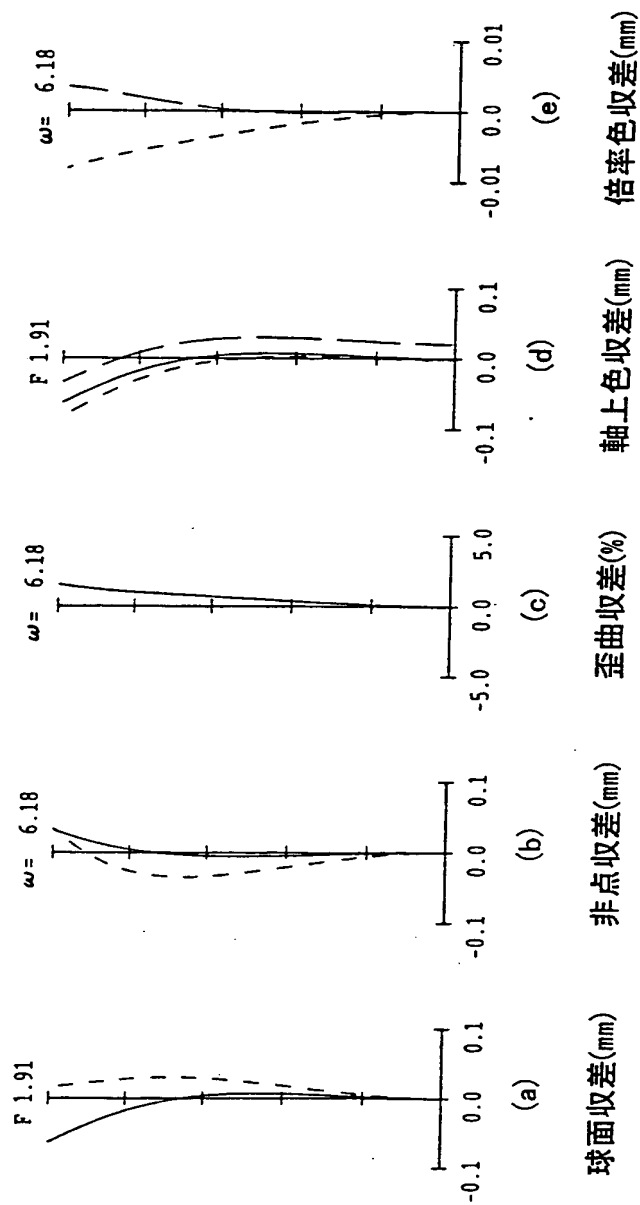 F 1.91
-0.1 0.0 0.1
(a)
球面収差(mm)
ω= 6.18
-0.1 0.0 0.1
(b)
非点収差(mm)
ω= 6.18
-5.0 0.0 5.0
(c)
歪曲収差(%)
F 1.91
-0.1 0.0 0.1
(d)
軸上色収差(mm)
ω= 6.18
-0.01 0.0 0.01
(e)
倍率色収差(mm)